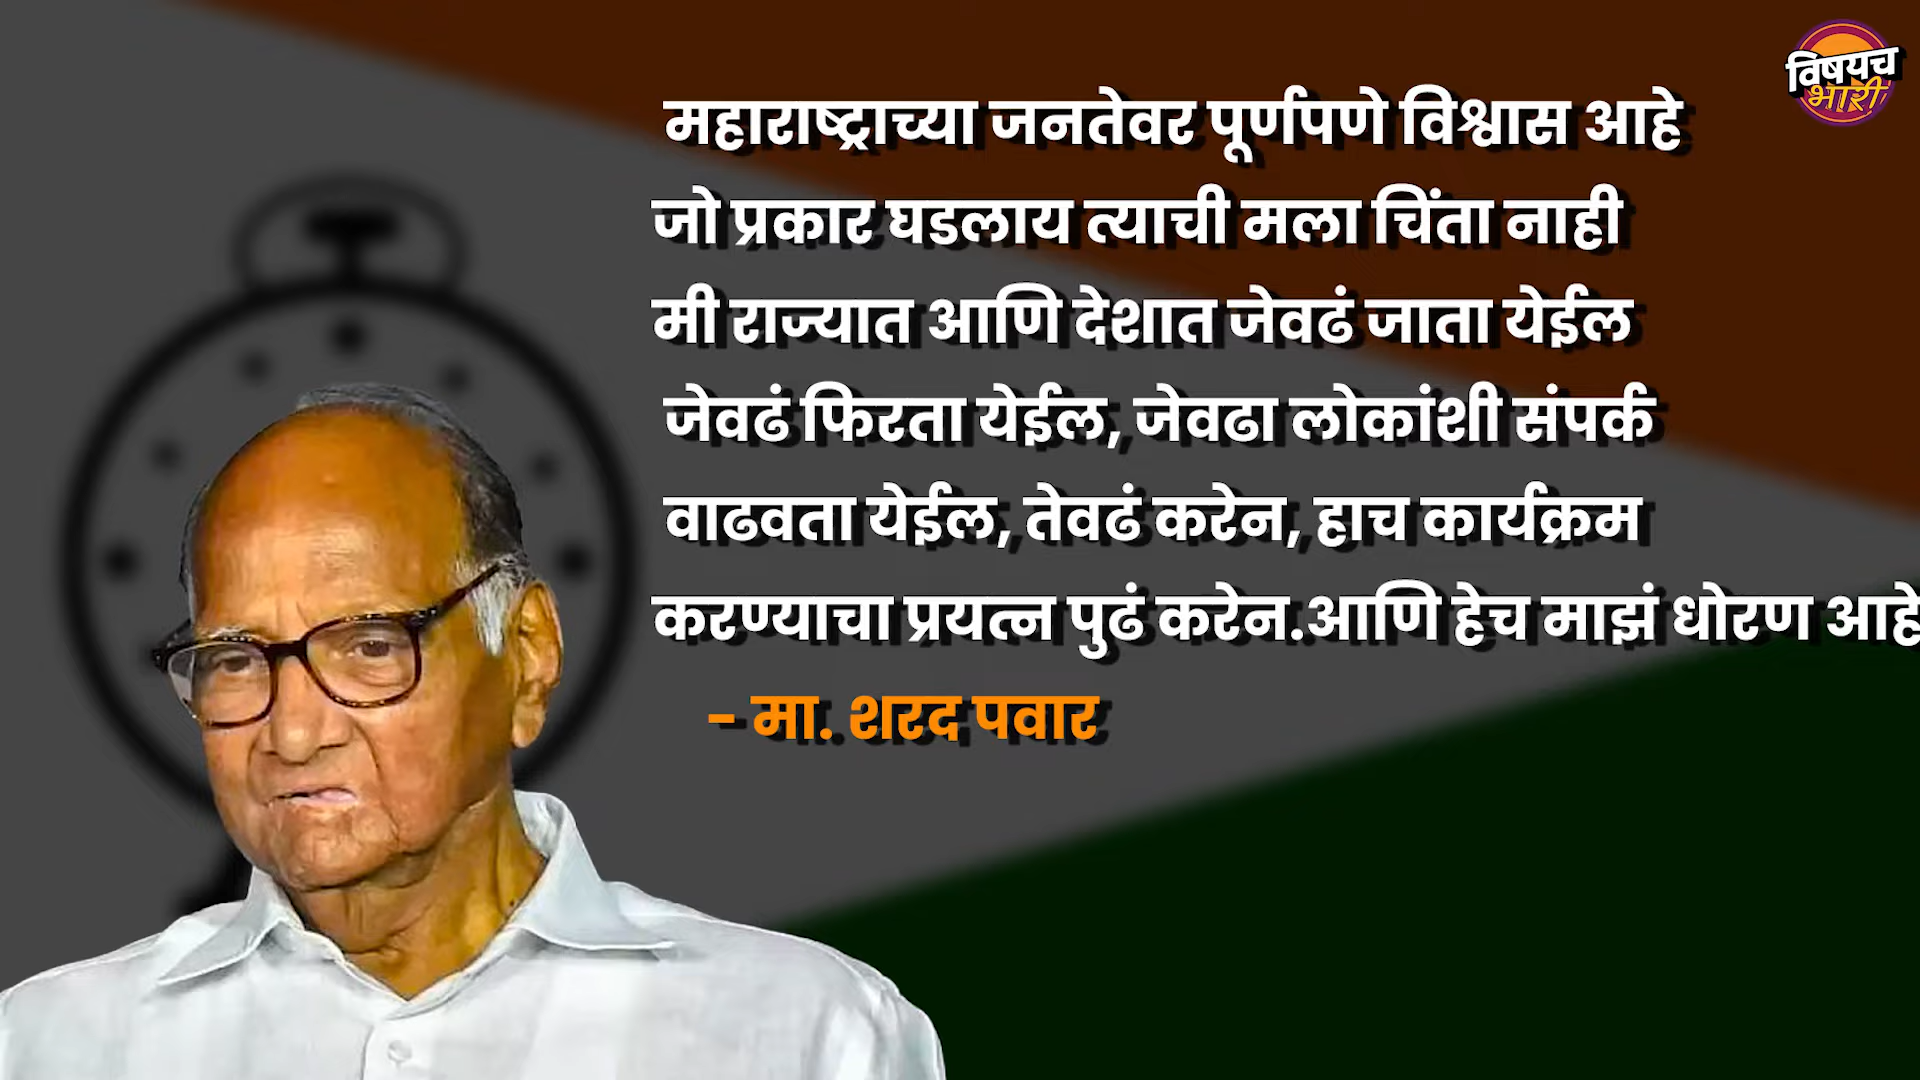 विषयच
भारी
महाराष्ट्राच्या जनतेवर पूर्णपणे विश्वास आहे
जो प्रकार घडलाय त्याची मला चिंता नाही
मी राज्यात आणि देशात जेवढं जाता येईल
जेवढं फिरता येईल, जेवढा लोकांशी संपर्क
वाढवता येईल, तेवढं करेन, हाच कार्यक्रम
करण्याचा प्रयत्न पुढं करेन.आणि हेच माझं धोरण आहे
- मा. शरद पवार